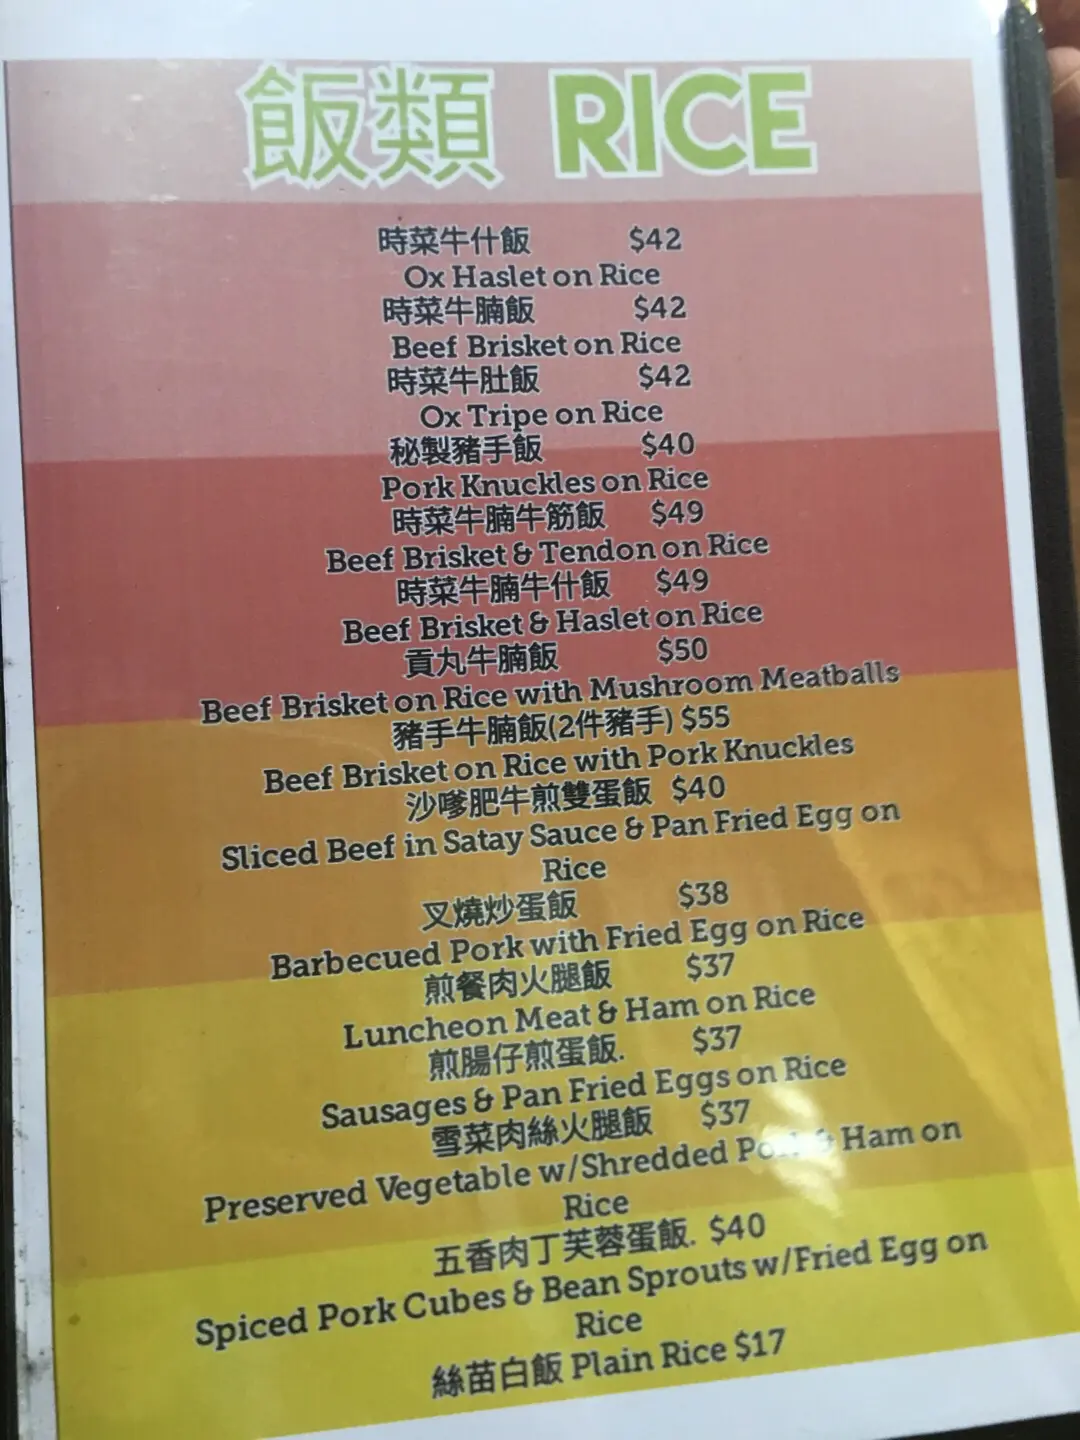 飯類 RICE
時菜牛什飯 $42
Ox Haslet on Rice
時菜牛腩飯 $42
Beef Brisket on Rice
時菜牛肚飯 $42
Ox Tripe on Rice
秘製豬手飯 $40
Pork Knuckles on Rice
時菜牛腩牛筋飯 $49
Beef Brisket & Tendon on Rice
時菜牛腩牛什飯 $49
Beef Brisket & Haslet on Rice
貢丸牛腩飯 $50
Beef Brisket on Rice with Mushroom Meatballs
豬手牛腩飯(2件豬手) $55
Beef Brisket on Rice with Pork Knuckles
沙嗲肥牛煎雙蛋飯 $40
Sliced Beef in Satay Sauce & Pan Fried Egg on
Rice
叉燒炒蛋飯 $38
Barbecued Pork with Fried Egg on Rice
煎餐肉火腿飯 $37
Luncheon Meat & Ham on Rice
煎腸仔煎蛋飯. $37
Sausages & Pan Fried Eggs on Rice
雪菜肉絲火腿飯 $37
Preserved Vegetable w/Shredded Pork & Ham on
Rice
五香肉丁芙蓉蛋飯. $40
Spiced Pork Cubes & Bean Sprouts w/Fried Egg on
Rice
絲苗白飯 Plain Rice $17